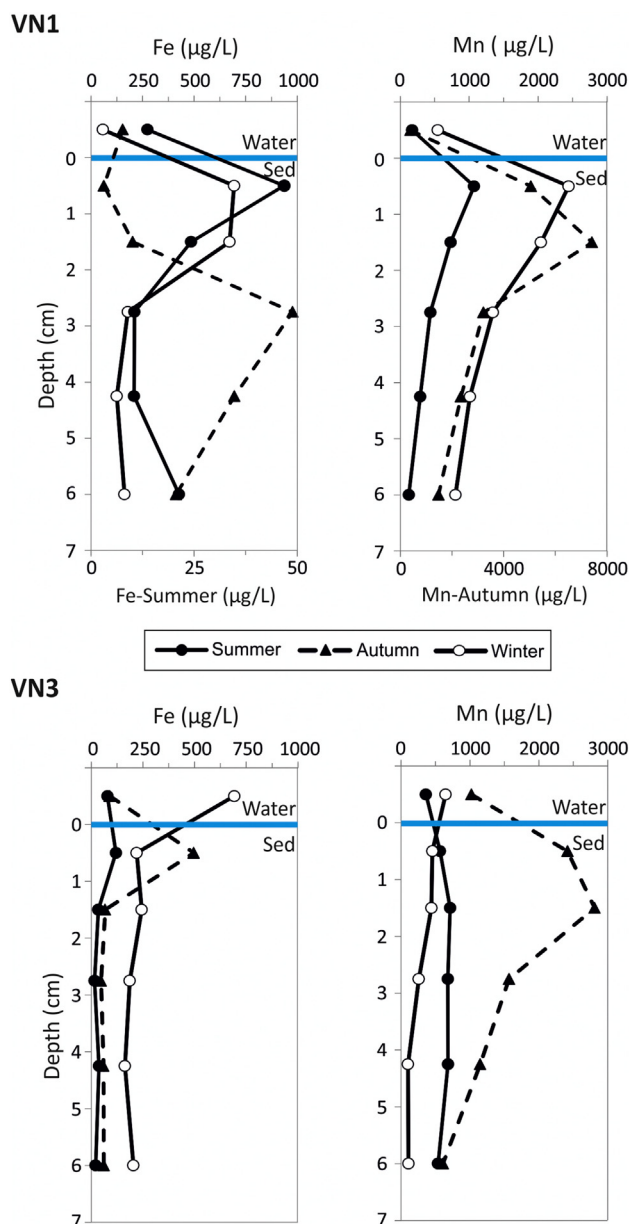 VN1
Fe (µg/L)
Mn ( µg/L)
0 250 500 750 1000
0 1000 2000 3000
Water
Water
0
0
Sed
Sed
1
1
2
2
3
3
Depth (cm)
4
4
5
5
6
6
7
7
0 25 50
0 4000 8000
Fe-Summer (µg/L)
Mn-Autumn (µg/L)
Summer Autumn Winter
VN3
Fe (µg/L)
Mn (µg/L)
0 250 500 750 1000
0 1000 2000 3000
Water
Water
0
0
Sed
Sed
1
1
2
2
3
3
Depth (cm)
4
4
5
5
6
6
7
7